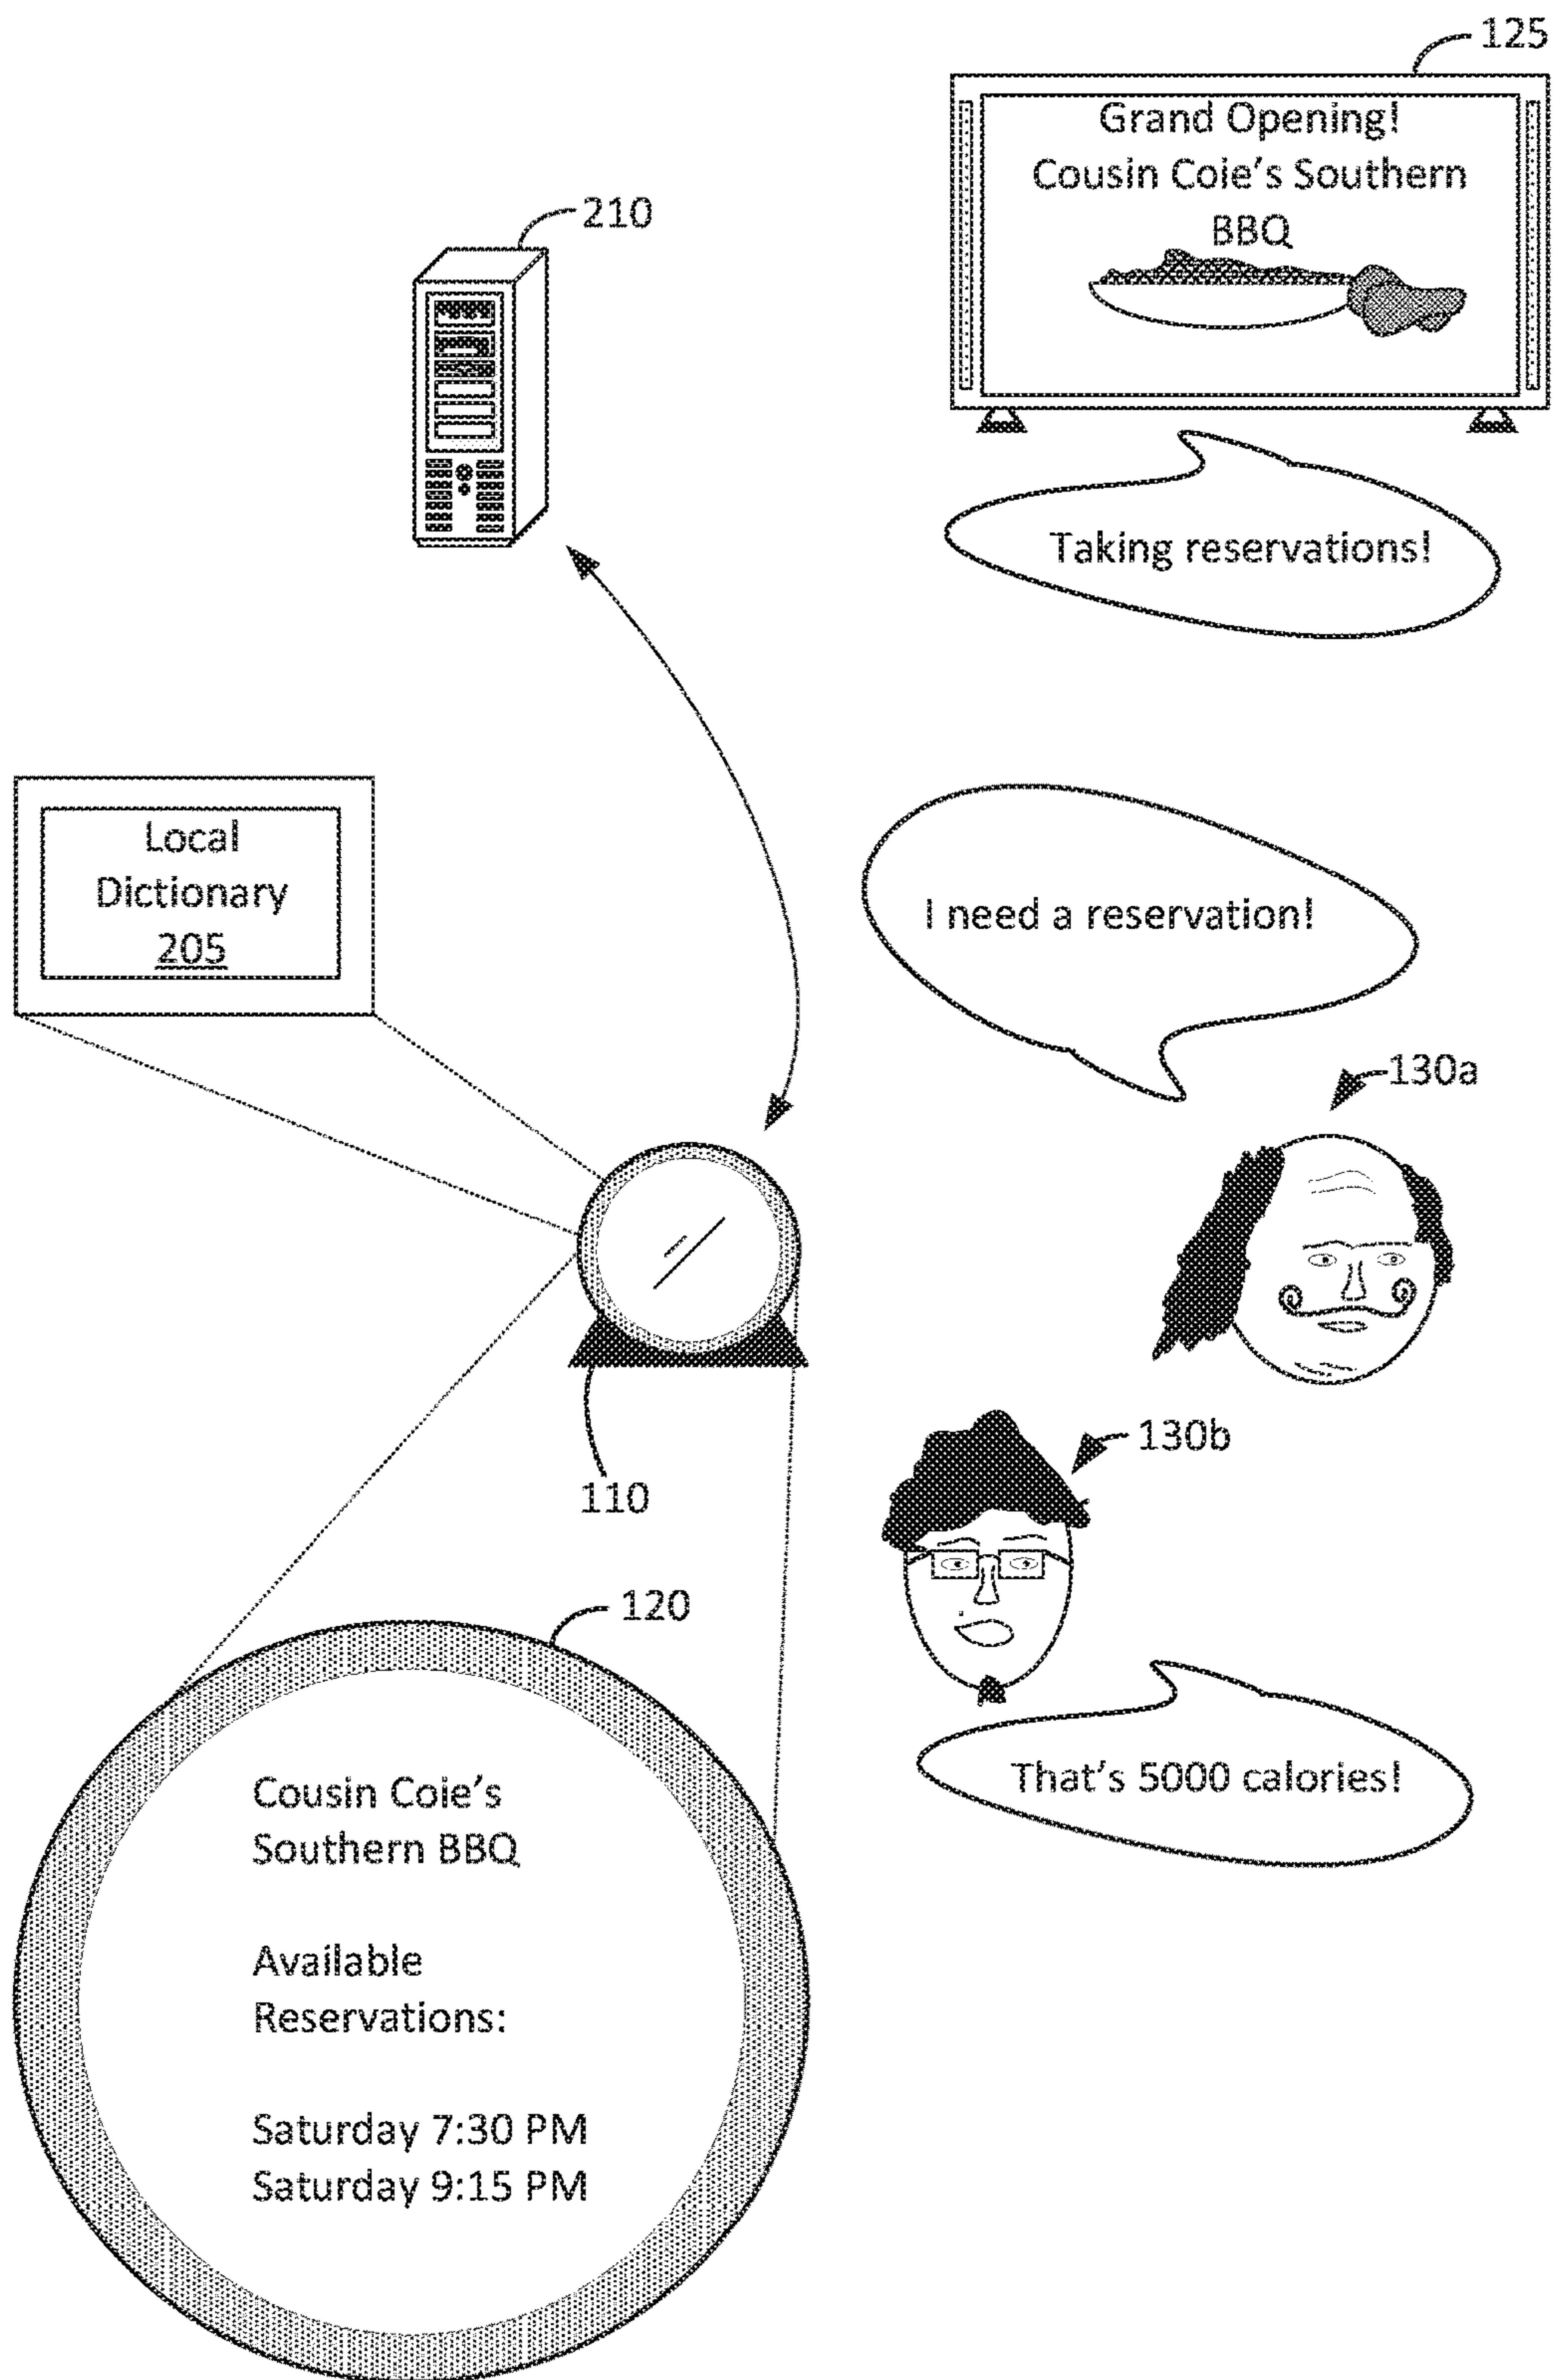 125
Grand Opening!
Cousin Coie's Southern
BBQ
210
Taking reservations!
Local
Dictionary
205
I need a reservation!
130a
130b
110
120
That's 5000 calories!
Cousin Coie's
Southern BBQ
Available
Reservations:
Saturday 7:30 PM
Saturday 9:15 PM